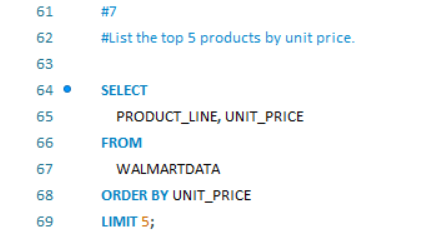 61 #7
62 #List the top 5 products by unit price.
63
64 SELECT
65 PRODUCT_LINE, UNIT_PRICE
66 FROM
67 WALMARTDATA
68 ORDER BY UNIT_PRICE
69 LIMIT 5;